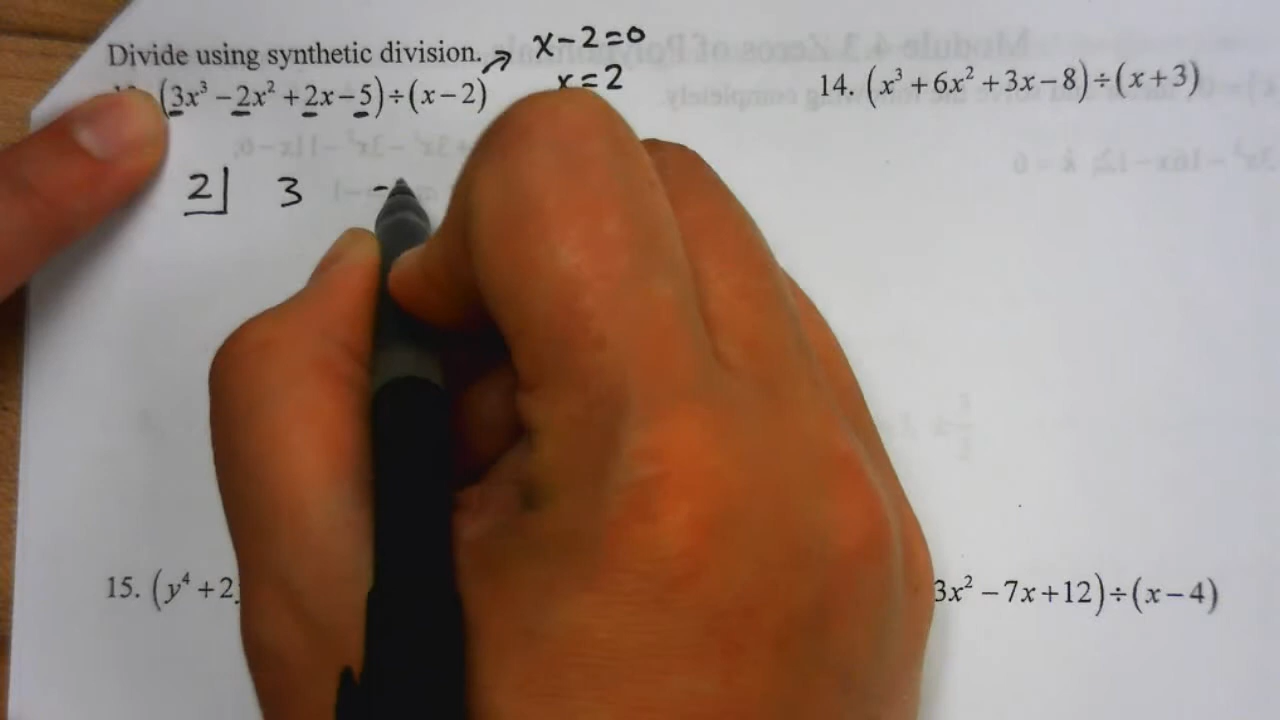 Divide using synthetic division. x-2=0
x=2
(3x³ − 2x² + 2x − 5) ÷ (x − 2)
14. (x³ + 6x² + 3x − 8) ÷ (x + 3)
2 3 -
15. (y⁴ + 2
3x² − 7x + 12) ÷ (x − 4)